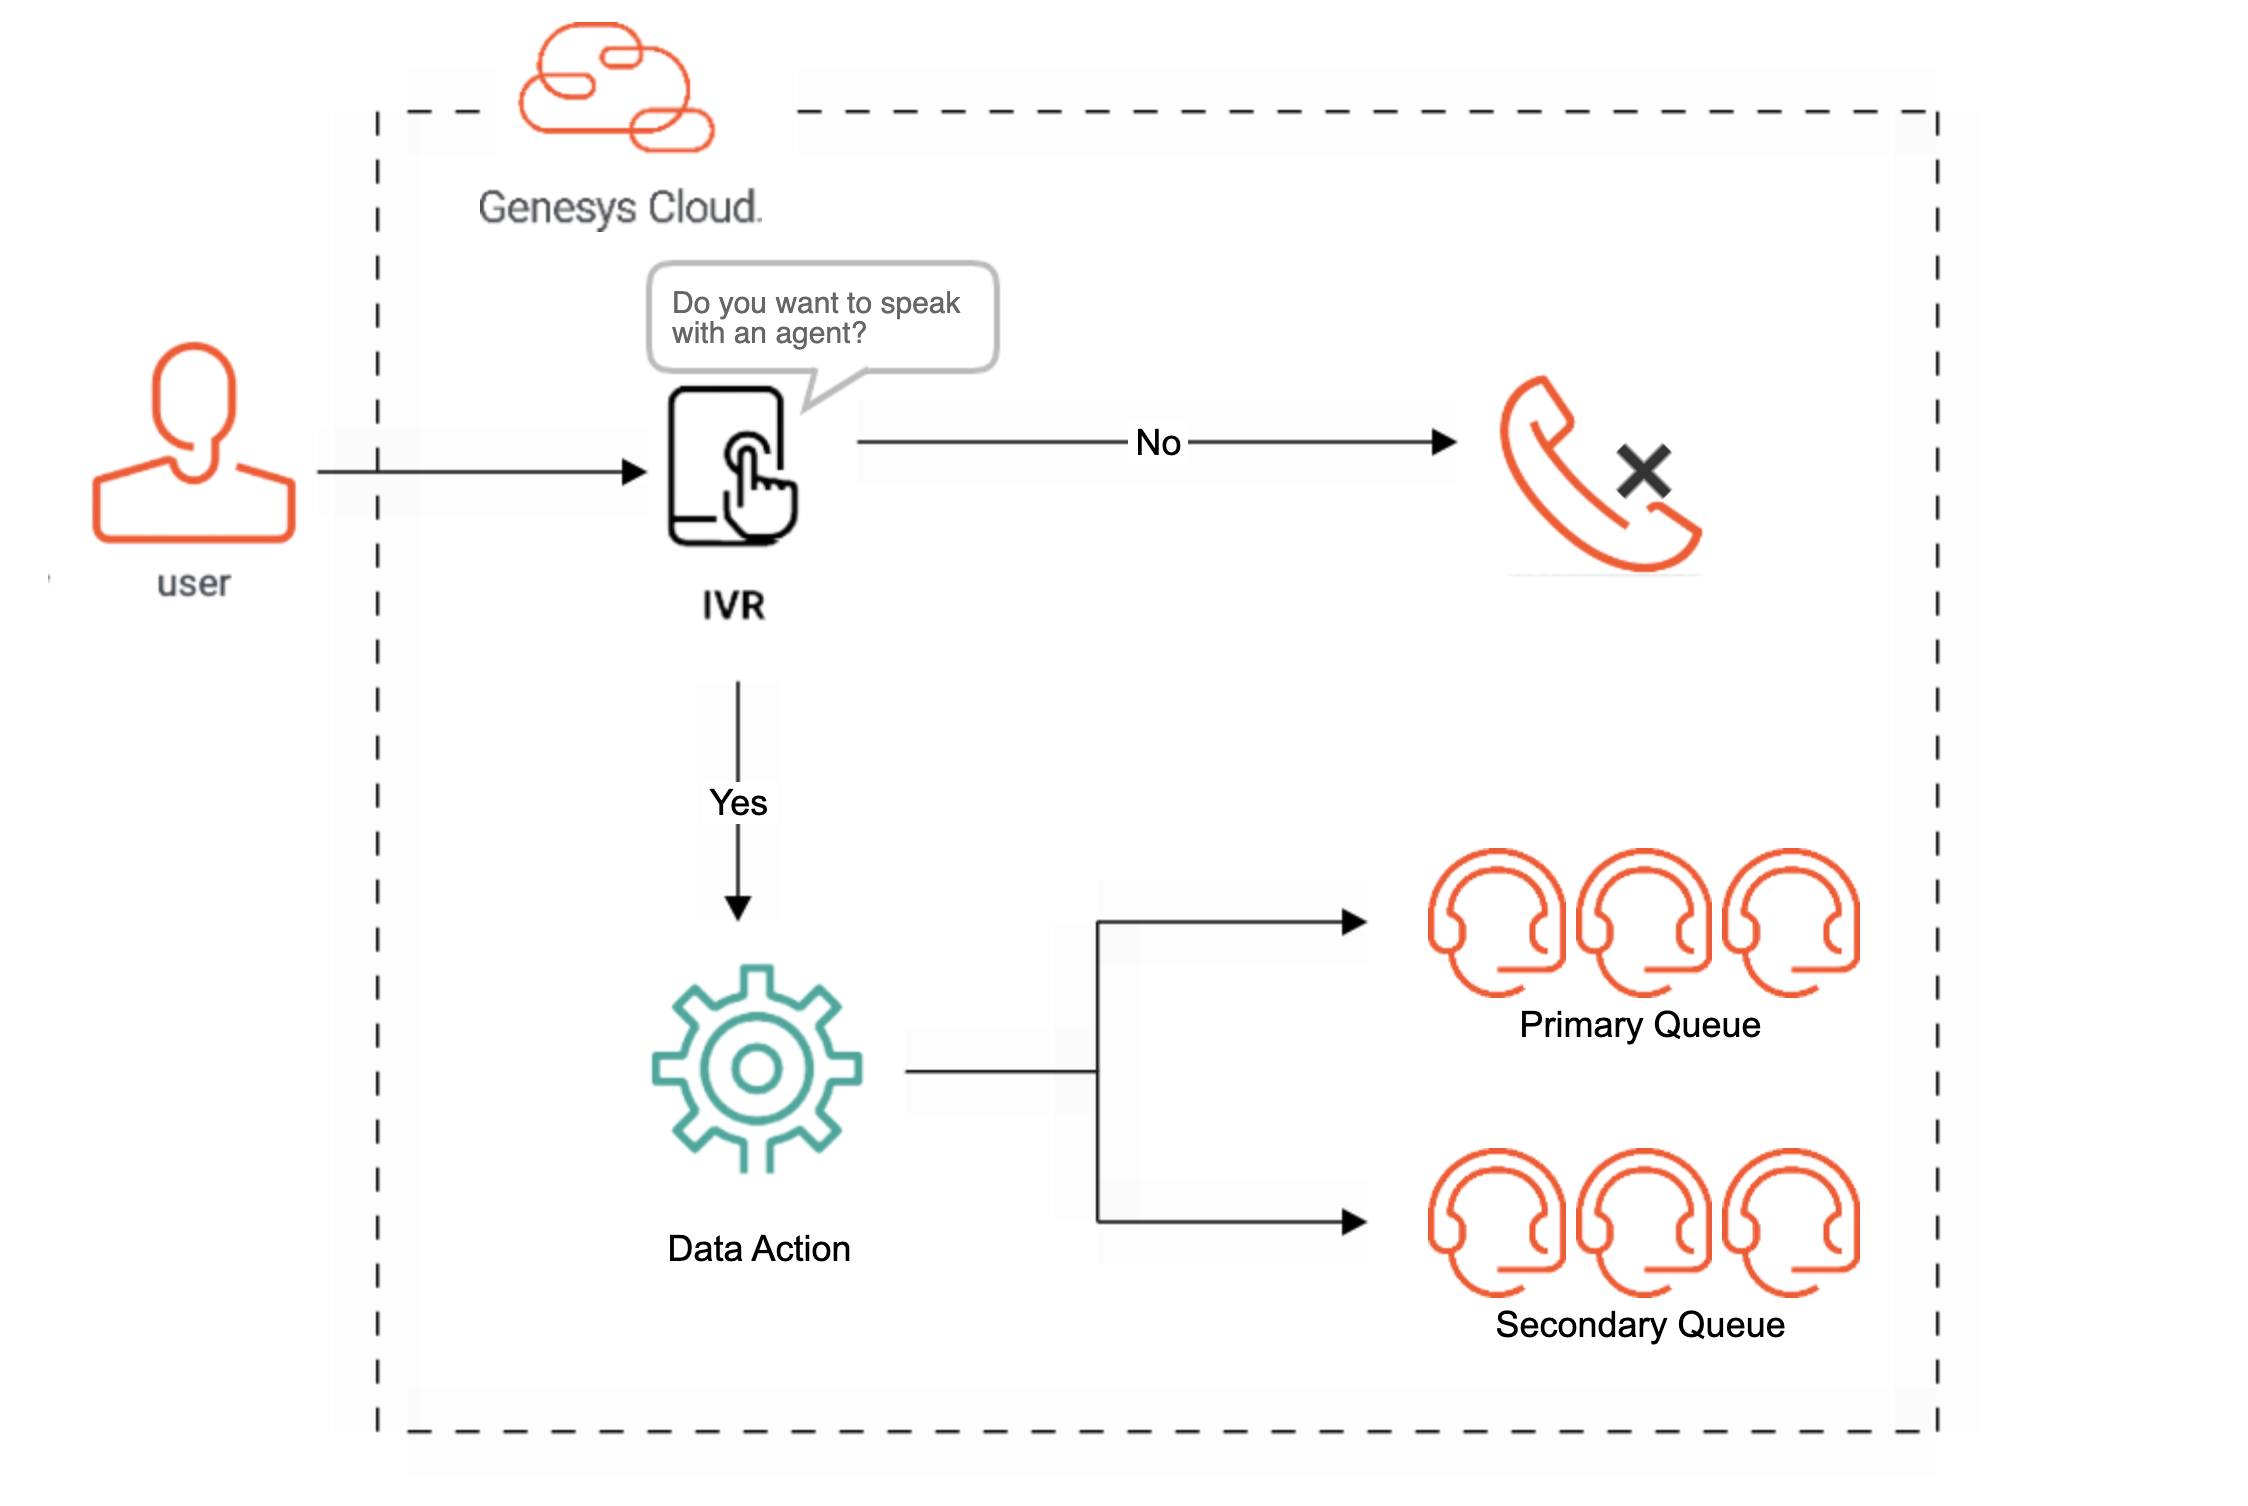 Genesys Cloud.
Do you want to speak
with an agent?
No
user
IVR
Yes
Primary Queue
Data Action
Secondary Queue